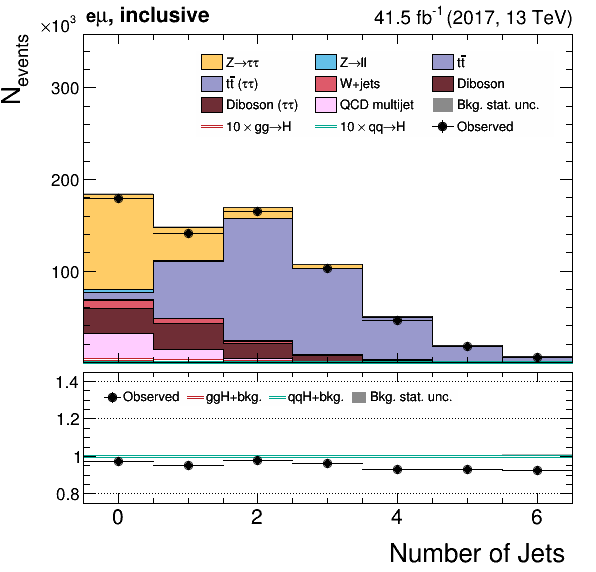 ×10³ eμ, inclusive 41.5 fb⁻¹ (2017, 13 TeV)
N_events
Z→ττ Z→ll tt̄
tt̄ (ττ) W+jets Diboson
Diboson (ττ) QCD multijet Bkg. stat. unc.
10 × gg→H 10 × qq→H Observed
300
200
100
1.4
Observed ggH+bkg. qqH+bkg. Bkg. stat. unc.
1.2
1
0.8
0 2 4 6
Number of Jets